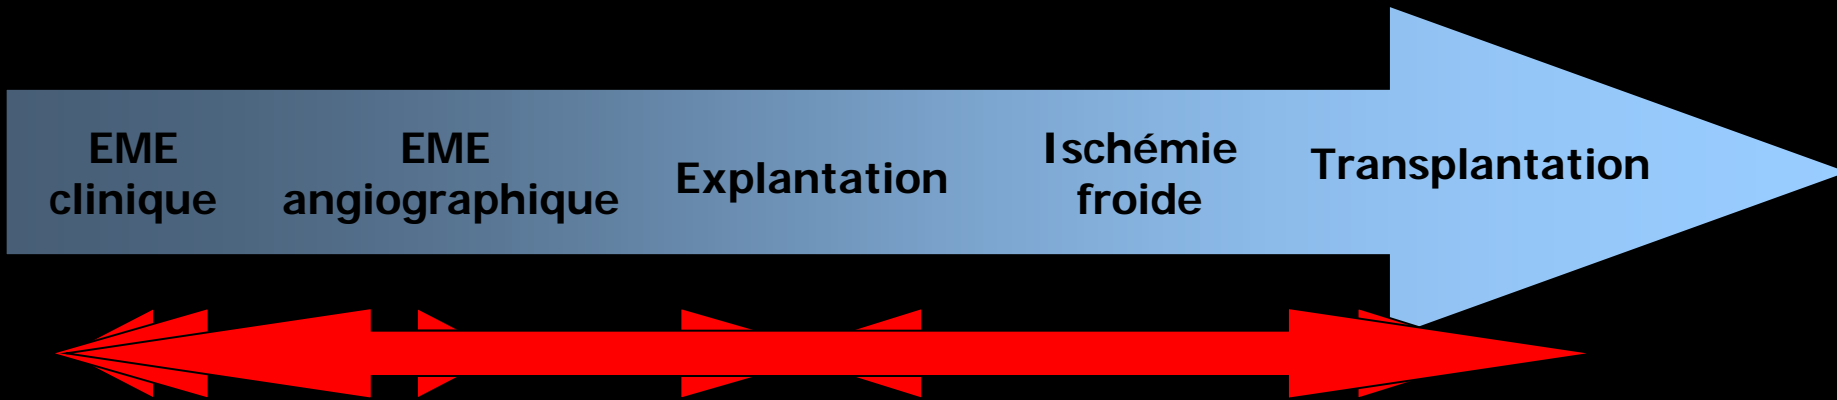 EME
clinique
EME
angiographique
Explantation
Ischémie
froide
Transplantation